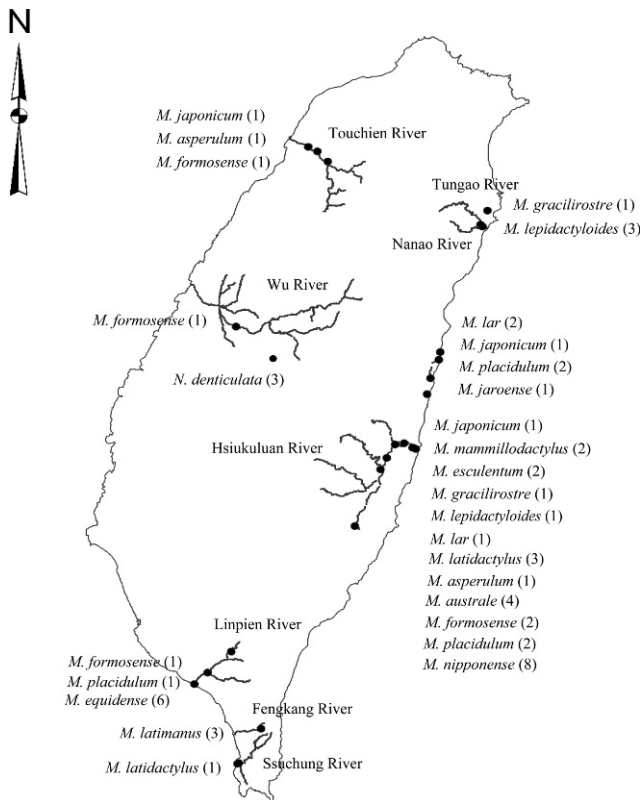 N
M. japonicum (1)
M. asperulum (1)
M. formosense (1)
Touchien River
Tungao River
M. gracilirostre (1)
Nanao River
M. lepidactyloides (3)
Wu River
M. formosense (1)
N. denticulata (3)
M. lar (2)
M. japonicum (1)
M. placidulum (2)
M. jaroense (1)
Hsiukuluan River
M. japonicum (1)
M. mammillodactylus (2)
M. esculentum (2)
M. gracilirostre (1)
M. lepidactyloides (1)
M. lar (1)
M. latidactylus (3)
M. asperulum (1)
M. australe (4)
M. formosense (2)
M. placidulum (2)
M. nipponense (8)
Linpien River
M. formosense (1)
M. placidulum (1)
M. equidense (6)
Fengkang River
M. latimanus (3)
M. latidactylus (1)
Ssuchung River